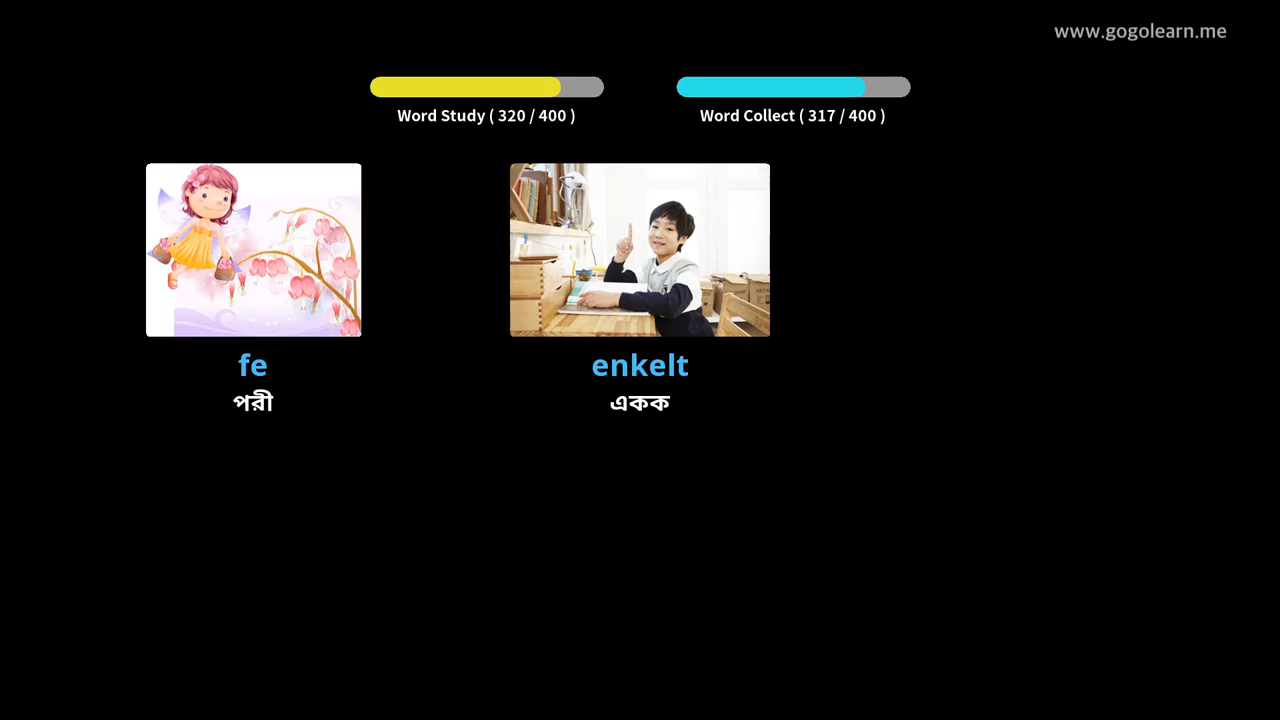 www.gogolearn.me
Word Study ( 320 / 400 )
Word Collect ( 317 / 400 )
fe
পরী
enkelt
একক